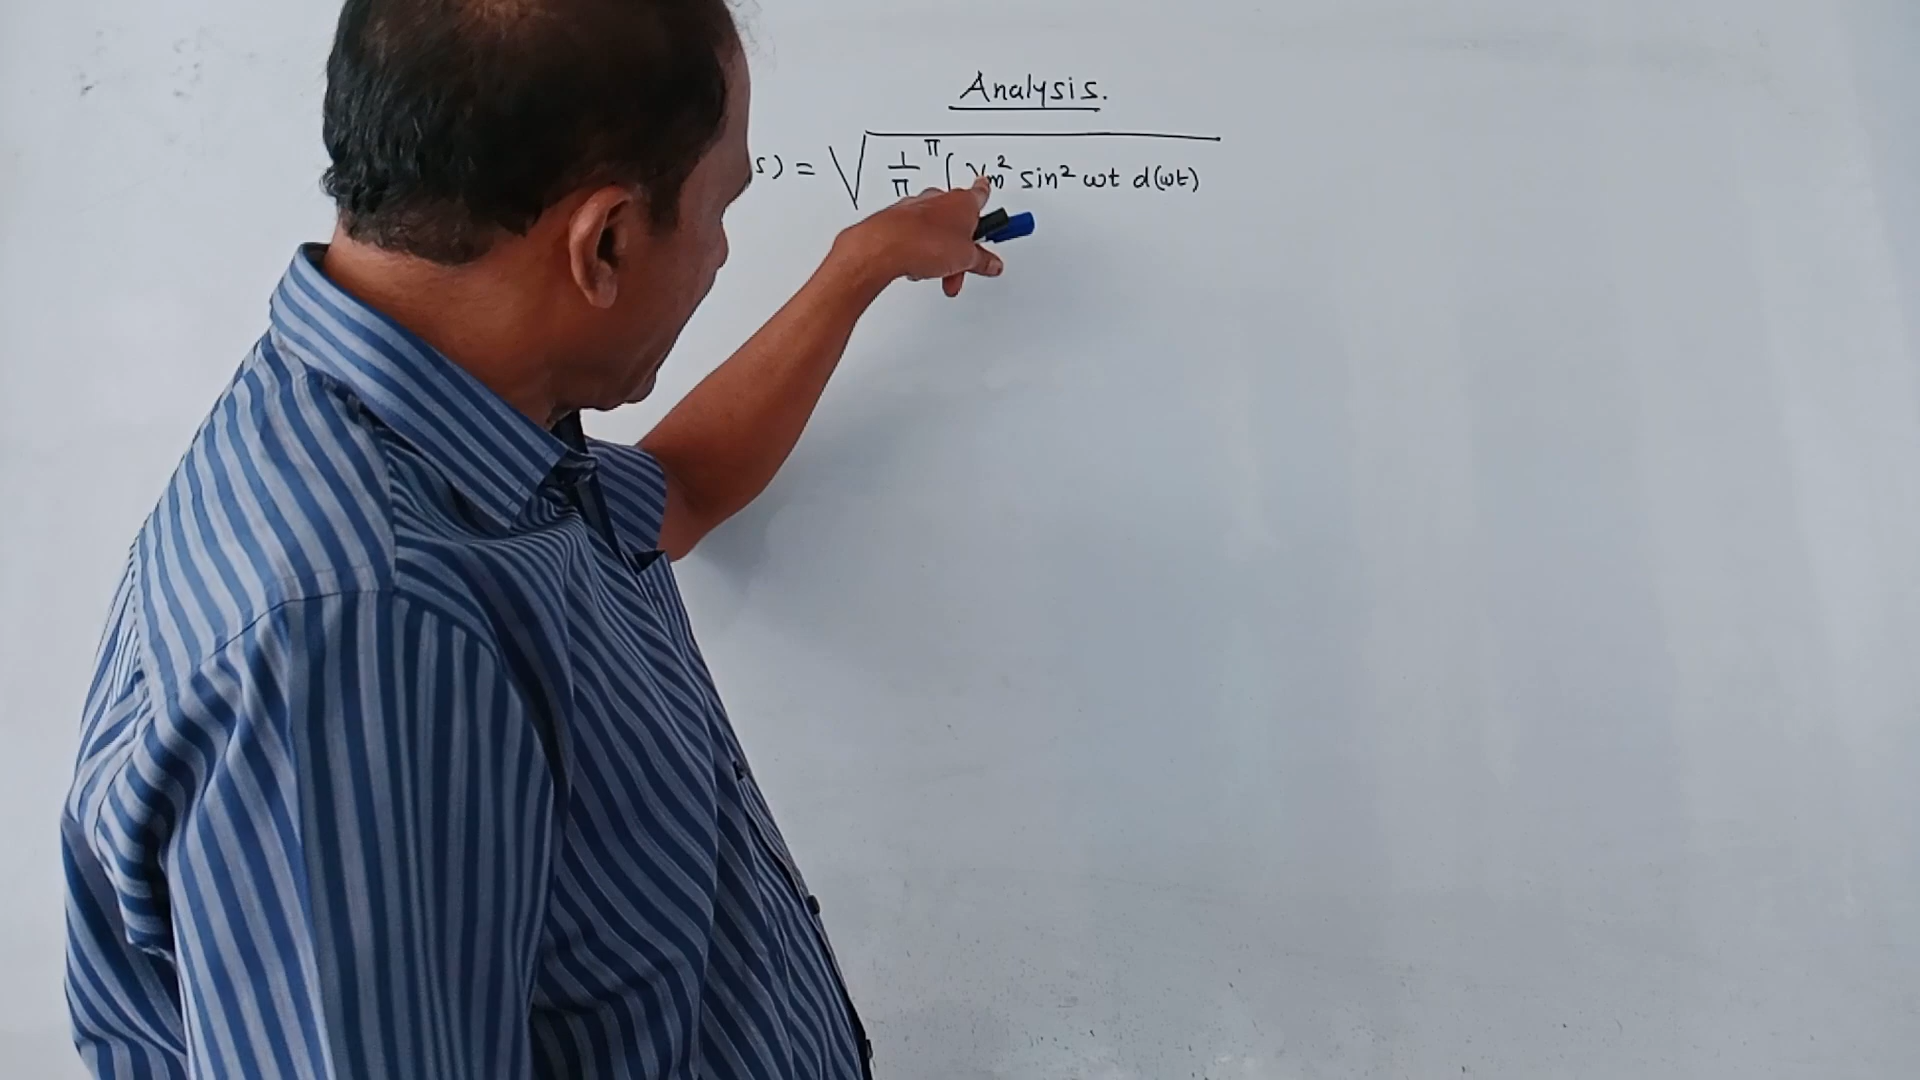 Analysis.
s) = √ 1/π π∫ Vm² sin² ωt d(ωt)